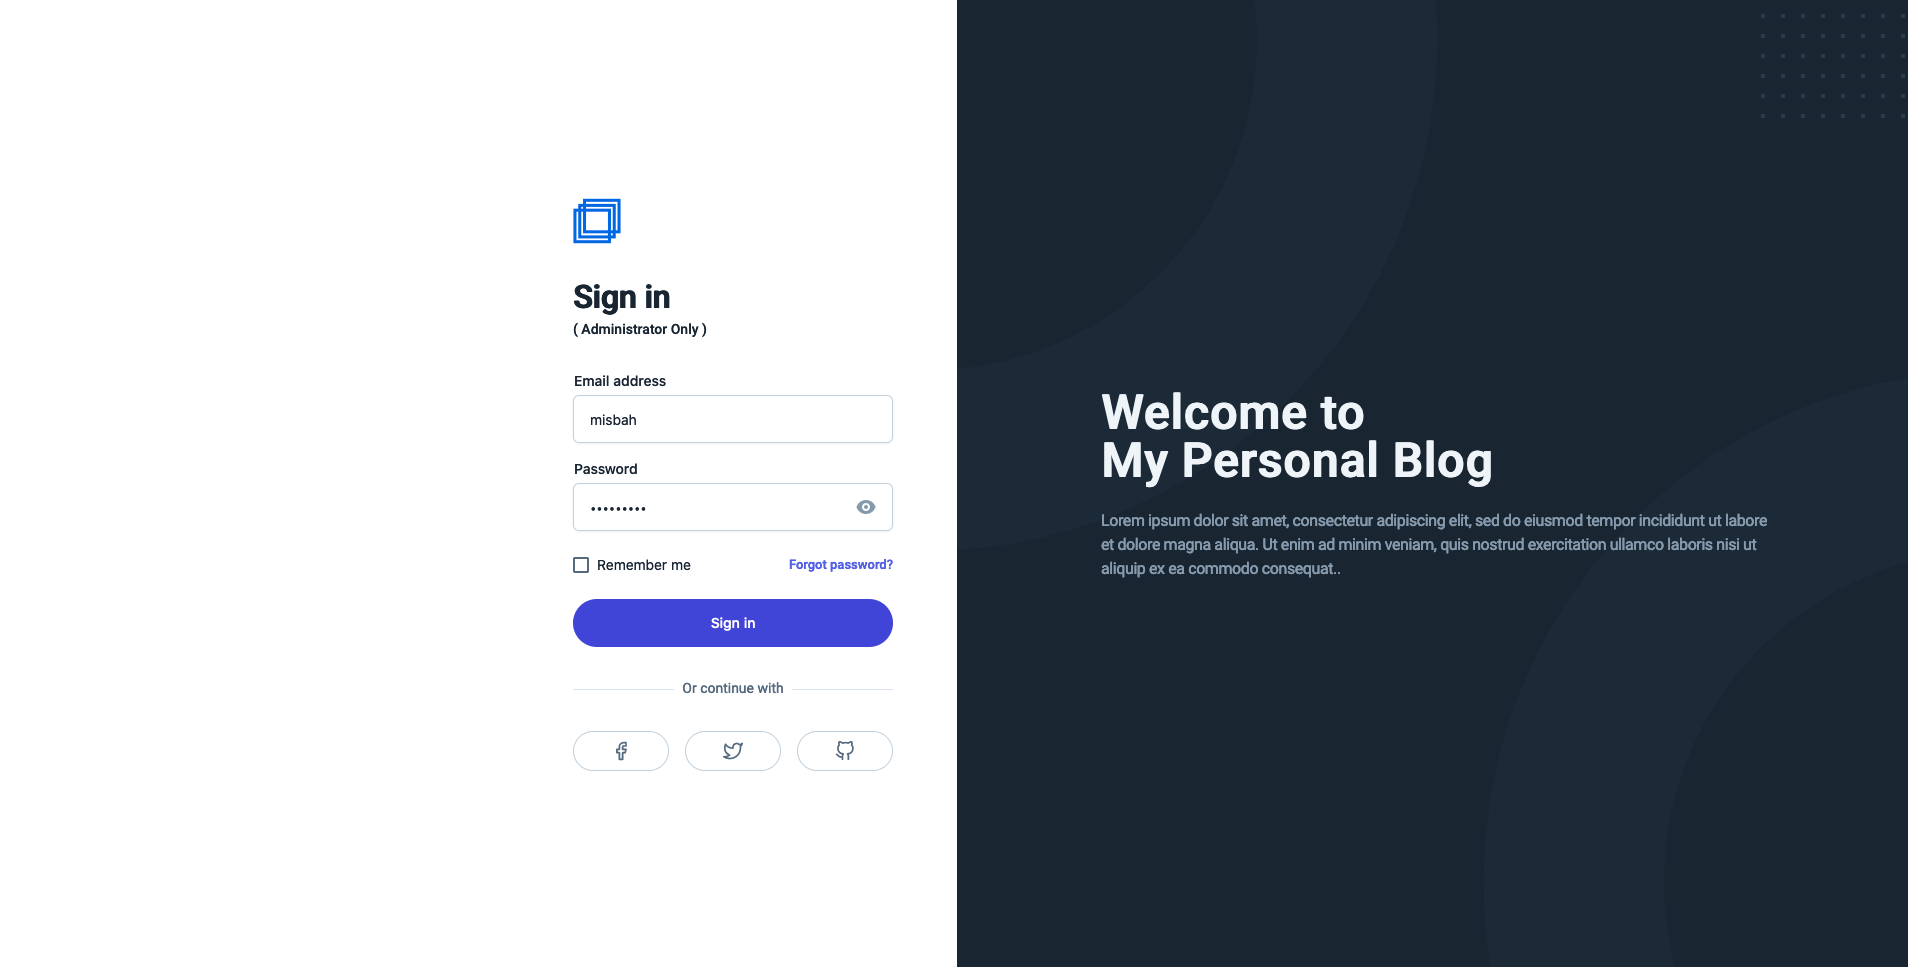 Sign in
( Administrator Only )
Email address
misbah
Password
•••••••••
Remember me
Forgot password?
Sign in
Or continue with
Welcome to
My Personal Blog
Lorem ipsum dolor sit amet, consectetur adipiscing elit, sed do eiusmod tempor incididunt ut labore
et dolore magna aliqua. Ut enim ad minim veniam, quis nostrud exercitation ullamco laboris nisi ut
aliquip ex ea commodo consequat..